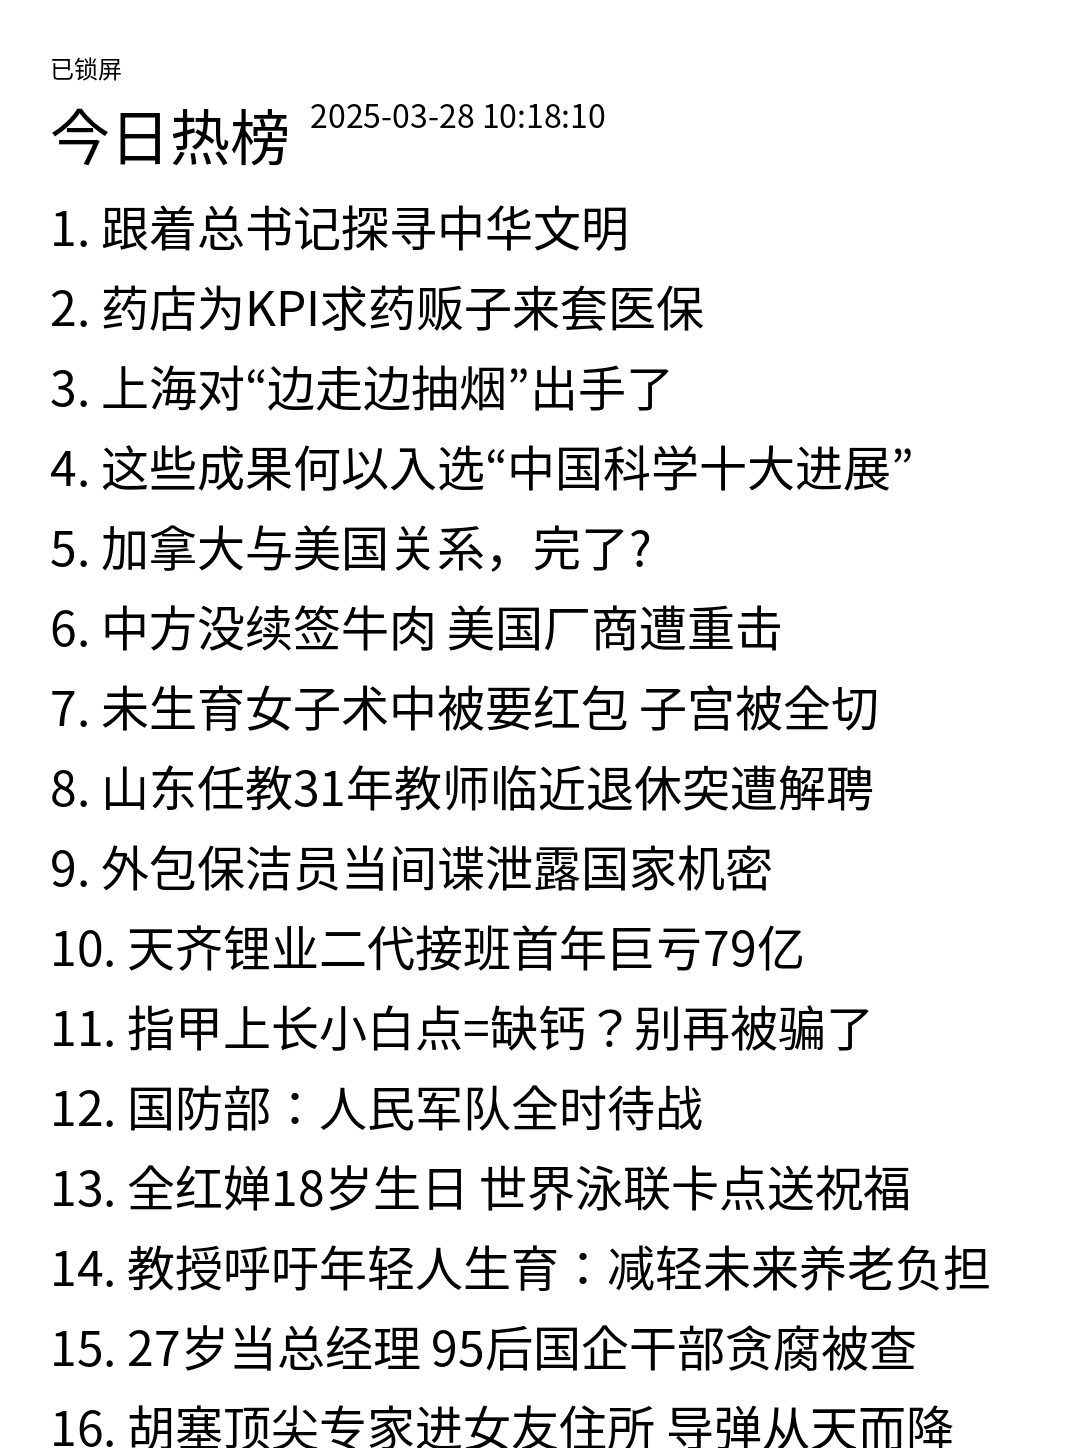 已锁屏
今日热榜 2025-03-28 10:18:10
1. 跟着总书记探寻中华文明
2. 药店为KPI求药贩子来套医保
3. 上海对“边走边抽烟”出手了
4. 这些成果何以入选“中国科学十大进展”
5. 加拿大与美国关系，完了?
6. 中方没续签牛肉 美国厂商遭重击
7. 未生育女子术中被要红包 子宫被全切
8. 山东任教31年教师临近退休突遭解聘
9. 外包保洁员当间谍泄露国家机密
10. 天齐锂业二代接班首年巨亏79亿
11. 指甲上长小白点=缺钙？别再被骗了
12. 国防部：人民军队全时待战
13. 全红婵18岁生日 世界泳联卡点送祝福
14. 教授呼吁年轻人生育：减轻未来养老负担
15. 27岁当总经理 95后国企干部贪腐被查
16. 胡塞顶尖专家进女友住所 导弹从天而降